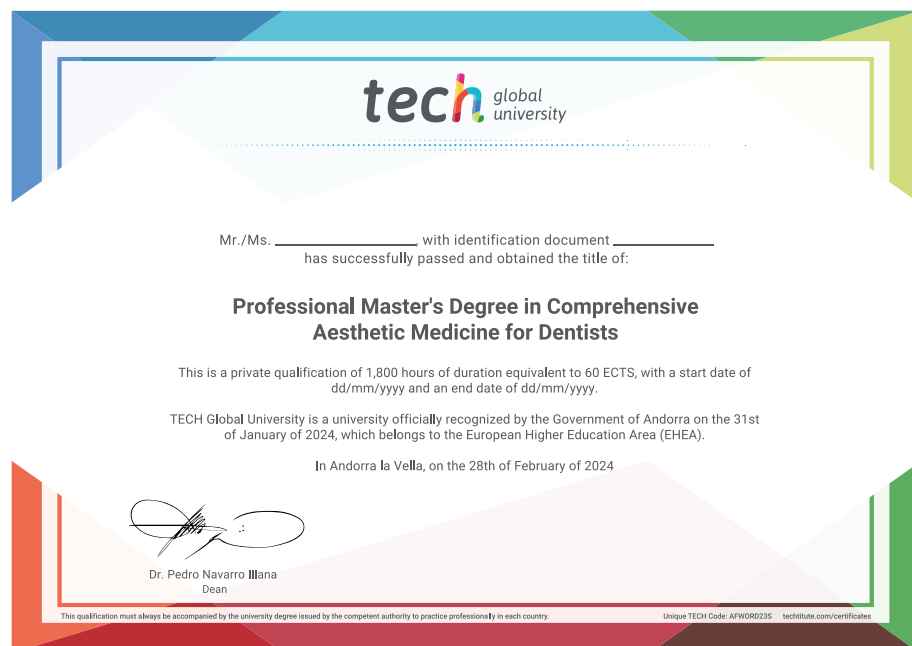 tech global
university
Mr./Ms. ____________, with identification document ____________
has successfully passed and obtained the title of:
Professional Master's Degree in Comprehensive
Aesthetic Medicine for Dentists
This is a private qualification of 1,800 hours of duration equivalent to 60 ECTS, with a start date of
dd/mm/yyyy and an end date of dd/mm/yyyy.
TECH Global University is a university officially recognized by the Government of Andorra on the 31st
of January of 2024, which belongs to the European Higher Education Area (EHEA).
In Andorra la Vella, on the 28th of February of 2024
Dr. Pedro Navarro Illana
Dean
This qualification must always be accompanied by the university degree issued by the competent authority to practice professionally in each country.
Unique TECH Code: AFWORD23S techtitute.com/certificates